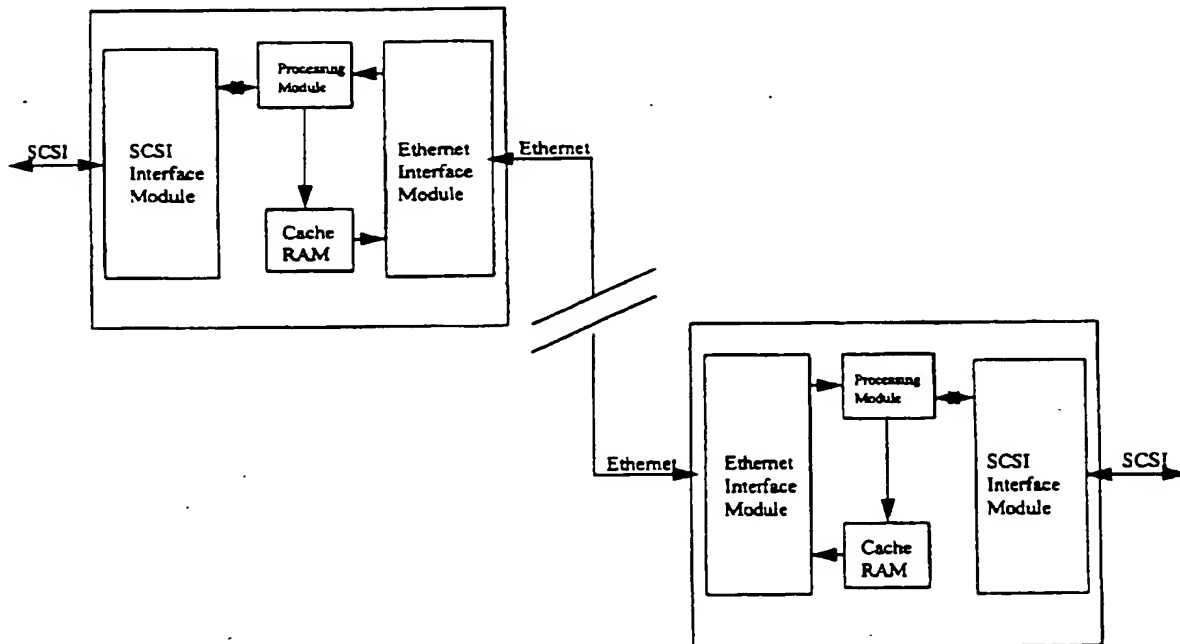 SCSI
SCSI
Interface
Module
Processing
Module
Cache
RAM
Ethernet
Interface
Module
Ethernet
Ethernet
Ethernet
Interface
Module
Processing
Module
Cache
RAM
SCSI
Interface
Module
SCSI